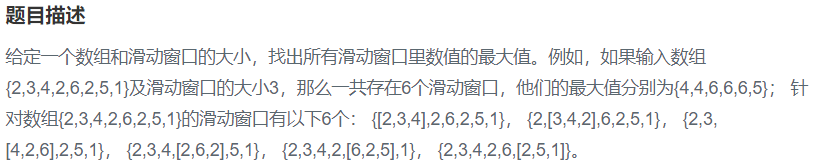 题目描述
给定一个数组和滑动窗口的大小，找出所有滑动窗口里数值的最大值。例如，如果输入数组
{2,3,4,2,6,2,5,1}及滑动窗口的大小3，那么一共存在6个滑动窗口，他们的最大值分别为{4,4,6,6,6,5}； 针
对数组{2,3,4,2,6,2,5,1}的滑动窗口有以下6个： {[2,3,4],2,6,2,5,1}， {2,[3,4,2],6,2,5,1}， {2,3,
[4,2,6],2,5,1}， {2,3,4,[2,6,2],5,1}， {2,3,4,2,[6,2,5],1}， {2,3,4,2,6,[2,5,1]}。